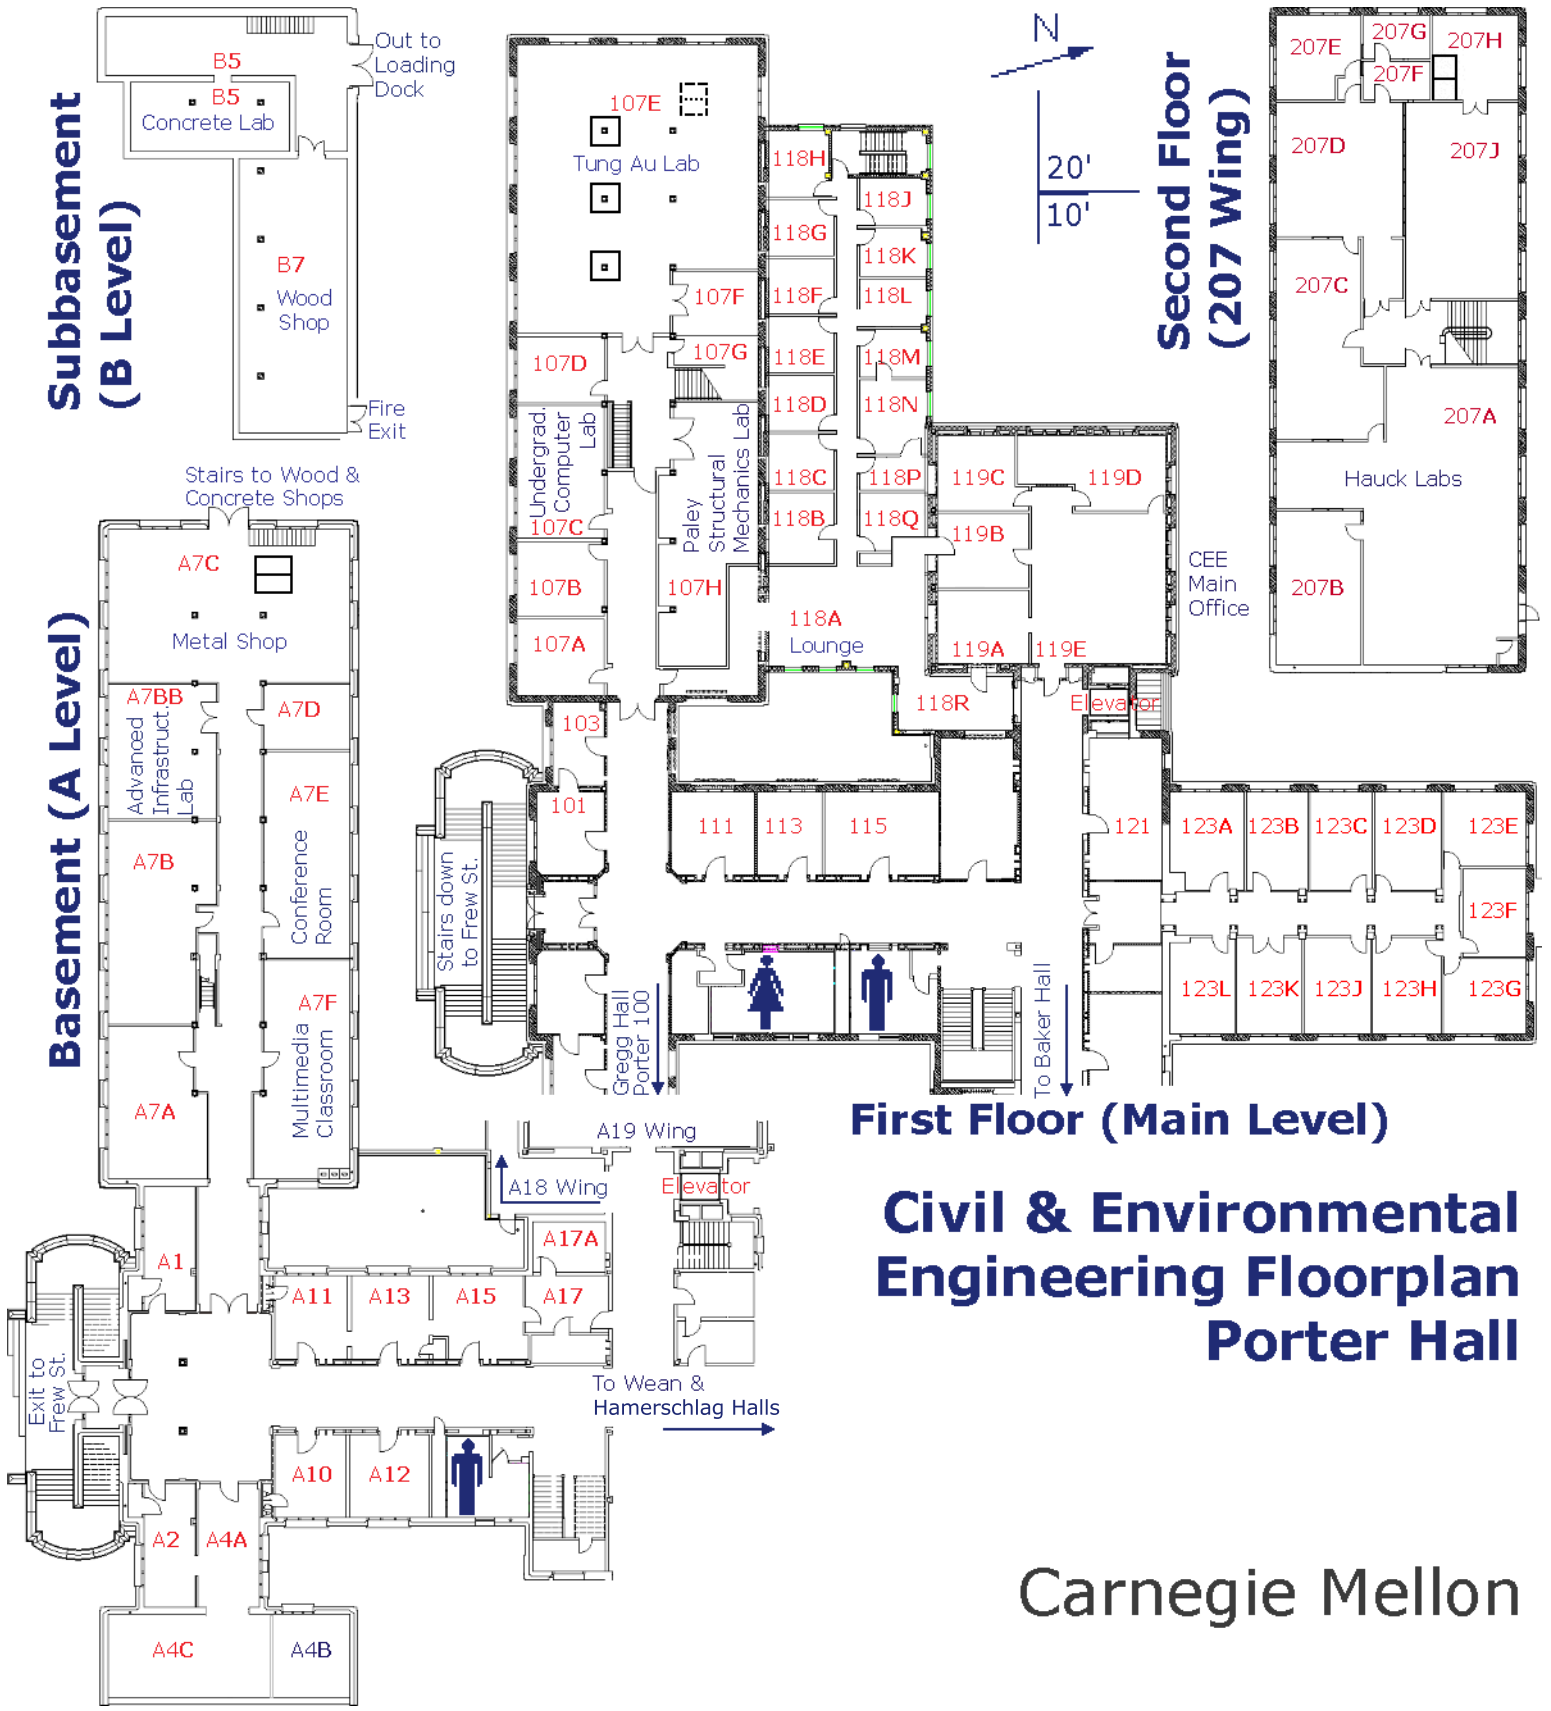 Subbasement
(B Level)
B5
B5
Concrete Lab
Out to
Loading
Dock
B7
Wood
Shop
Fire
Exit
Stairs to Wood &
Concrete Shops
Basement (A Level)
A7C
Metal Shop
A7BB
Advanced
Infrastruct.
Lab
A7D
A7E
Conference
Room
A7B
A7F
Multimedia
Classroom
A7A
A1
Exit to
Frew St.
A11
A13
A15
A17
A17A
A18 Wing
A19 Wing
Elevator
To Wean &
Hamerschlag Halls
A10
A12
A2
A4A
A4C
A4B
107E
Tung Au Lab
107F
107G
107D
Undergrad.
Computer
Lab
107C
Paley
Structural
Mechanics Lab
107B
107H
107A
118H
118J
118G
118K
118F
118L
118E
118M
118D
118N
118C
118P
118B
118Q
118A
Lounge
118R
119C
119D
119B
119A
119E
CEE
Main
Office
Elevator
103
101
Stairs down
to Frew St.
111
113
115
121
123A
123B
123C
123D
123E
123F
123L
123K
123J
123H
123G
Gregg Hall
Porter 100
To Baker Hall
First Floor (Main Level)
N
20'
10'
Second Floor
(207 Wing)
207E
207G
207H
207F
207D
207J
207C
207A
Hauck Labs
207B
Civil & Environmental
Engineering Floorplan
Porter Hall
Carnegie Mellon